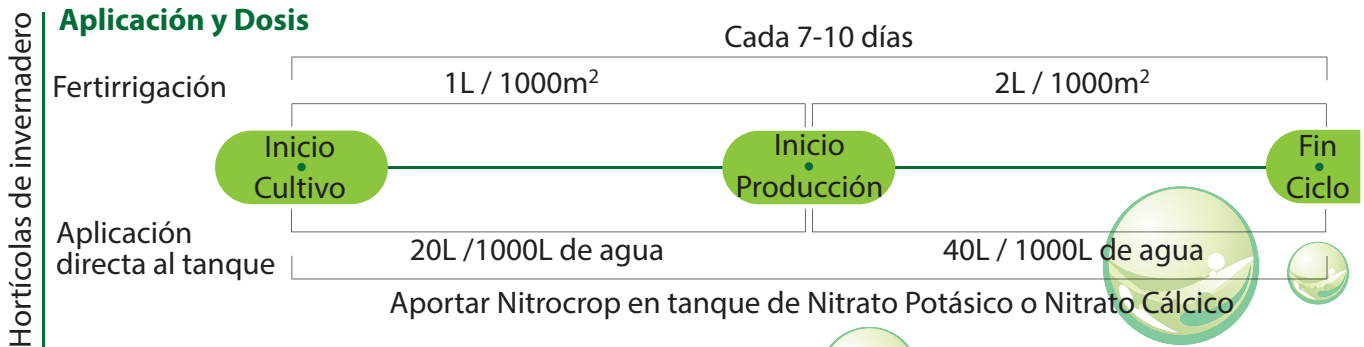 Hortícolas de invernadero
Aplicación y Dosis
Cada 7-10 días
Fertirrigación
1L / 1000m²
2L / 1000m²
Inicio
Cultivo
Inicio
Producción
Fin
Ciclo
Aplicación
directa al tanque
20L /1000L de agua
40L / 1000L de agua
Aportar Nitrocrop en tanque de Nitrato Potásico o Nitrato Cálcico